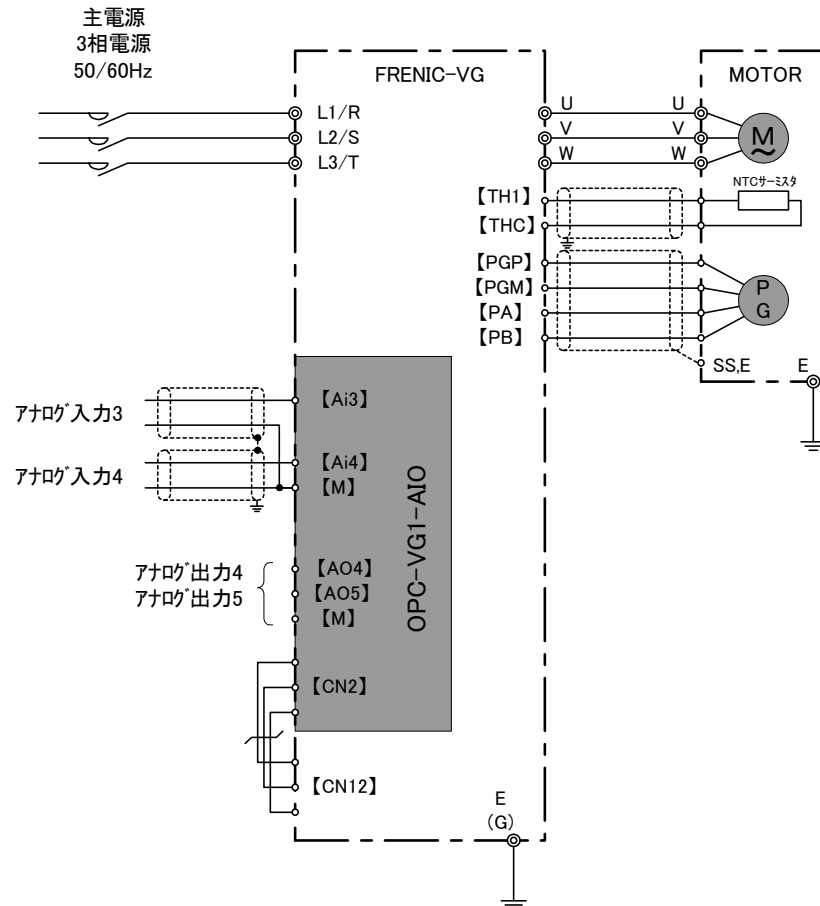 主電源
3相電源
50/60Hz
FRENIC-VG
MOTOR
L1/R
L2/S
L3/T
U
V
W
U
V
W
M
~
NTCサーミスタ
【TH1】
【THC】
【PGP】
【PGM】
【PA】
【PB】
P
G
SS,E
E
アナログ入力3
アナログ入力4
【Ai3】
【Ai4】
【M】
アナログ出力4
アナログ出力5
【AO4】
【AO5】
【M】
OPC-VG1-AIO
【CN2】
【CN12】
E
(G)